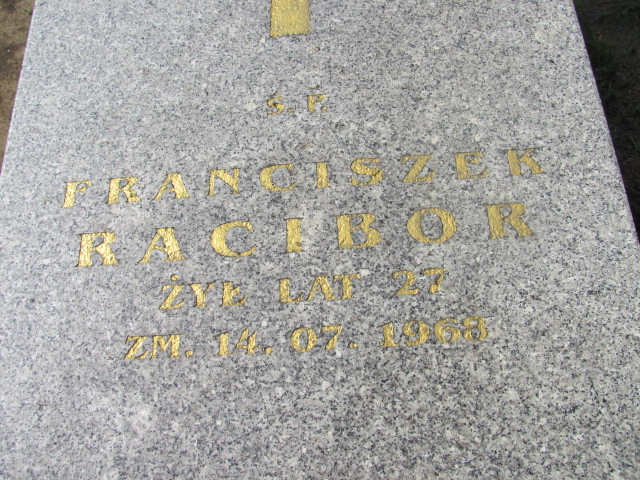 Ś.P.
FRANCISZEK
RACIBOR
ŻYŁ LAT 27
ZM. 14. 07. 1968